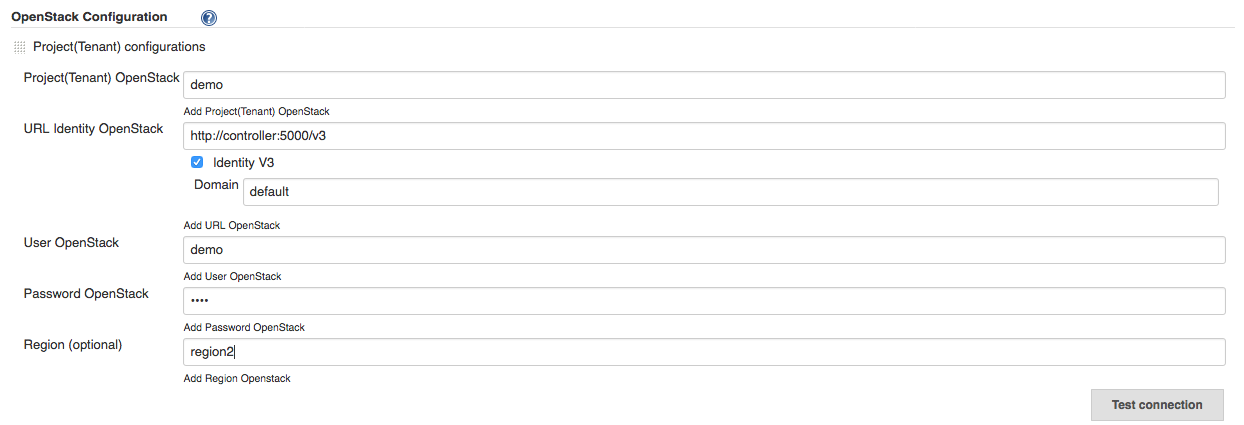 OpenStack Configuration
Project(Tenant) configurations
Project(Tenant) OpenStack demo
Add Project(Tenant) OpenStack
URL Identity OpenStack http://controller:5000/v3
Identity V3
Domain default
Add URL OpenStack
User OpenStack demo
Add User OpenStack
Password OpenStack ••••
Add Password OpenStack
Region (optional) region2
Add Region Openstack
Test connection